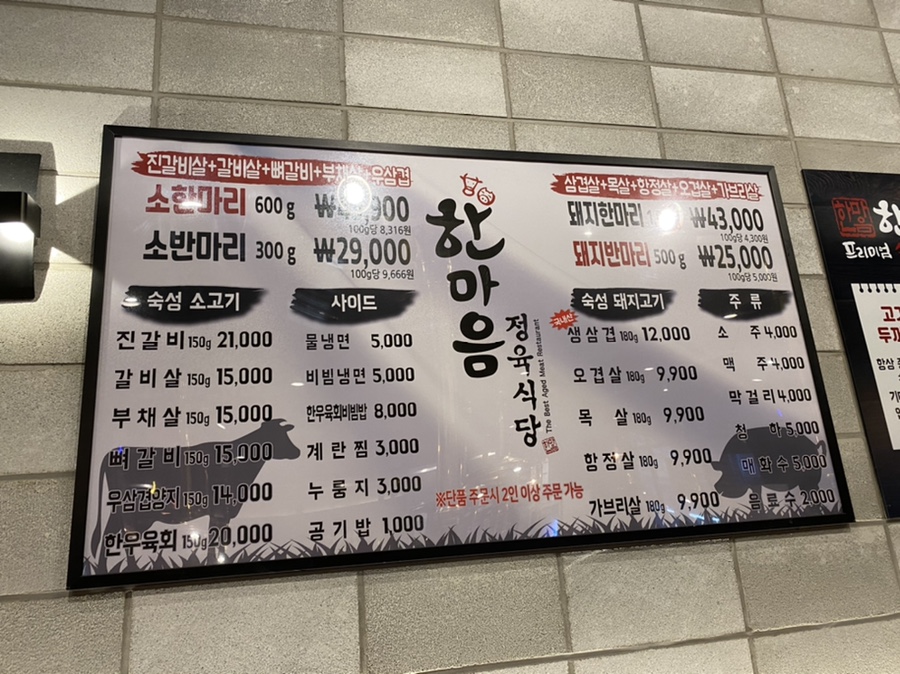 진갈비살+갈비살+뼈갈비+부채살+우삼겹
소한마리 600g
100g당 8,316원
소반마리 300g ₩29,000
100g당 9,666원
숙성 소고기
진갈비 150g 21,000
갈비살 150g 15,000
부채살 150g 15,000
뼈갈비 150g 15,000
우삼겹양지 150g 14,000
한우육회 150g 20,000
사이드
물냉면 5,000
비빔냉면 5,000
한우육회비빔밥 8,000
계란찜 3,000
누룽지 3,000
공기밥 1,000
한마음
정육식당
The Best Aged Meat Restaurant
※단품 주문시 2인 이상 주문 가능
삼겹살+목살+항정살+오겹살+가브리살
돼지한마리 ₩43,000
100g당 4,300원
돼지반마리 500g ₩25,000
100g당 5,000원
숙성 돼지고기
국내산
생삼겹 180g 12,000
오겹살 180g 9,900
목살 180g 9,900
항정살 180g 9,900
가브리살 180g 9,900
주류
소주 4,000
맥주 4,000
막걸리 4,000
청하 5,000
매화수 5,000
음료수 2,000
프리미엄